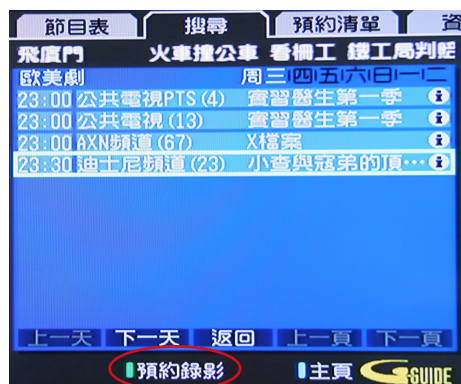 節目表 搜尋 預約清單 資
飛度門 火車撞公車 看柵工 鐵工局判賠
歐美劇 周三|四|五|六|日|一|二
23:00 公共電視PTS(4) 實習醫生第一季
23:00 公共電視(13) 實習醫生第一季
23:00 AXN頻道(67) X檔案
23:30 迪士尼頻道(23) 小查與寇弟的頂⋯
上一天 下一天 返回 上一頁 下一頁
預約錄影 主頁 G-GUIDE